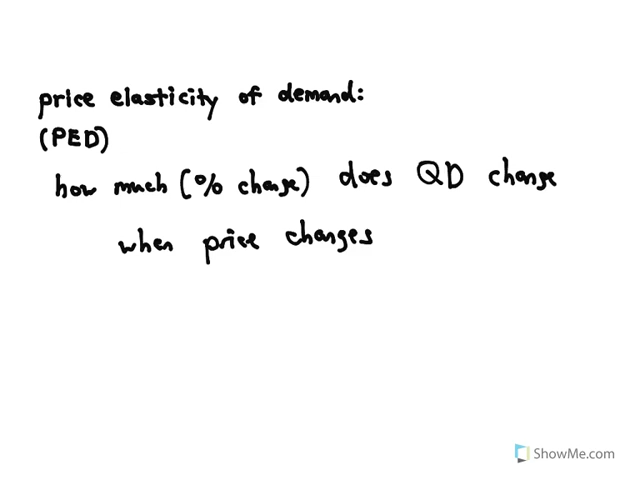 price elasticity of demand:
(PED)
how much (% change) does QD change
when price changes
ShowMe.com